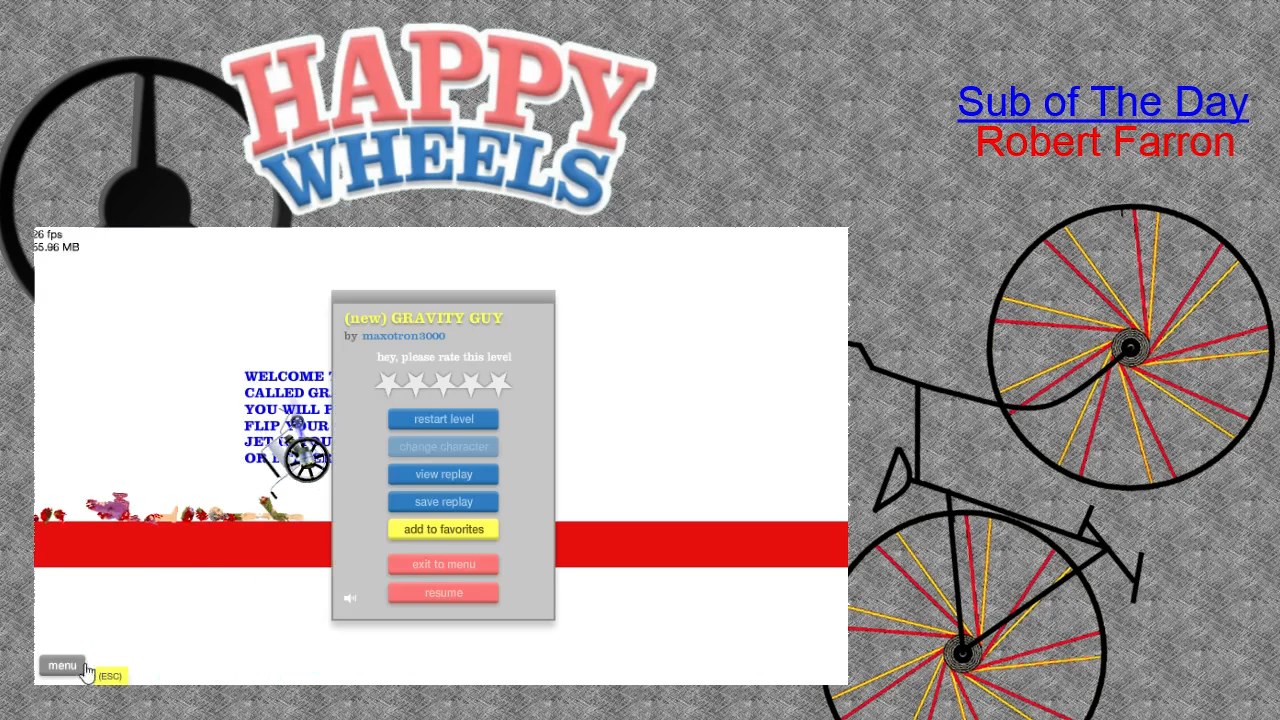 HAPPY
WHEELS
Sub of The Day
Robert Farron
26 fps
55.96 MB
(new) GRAVITY GUY
by maxotron3000
hey, please rate this level
WELCOME
CALLED
YOU WILL
FLIP YOUR
JET
restart level
change character
view replay
save replay
add to favorites
exit to menu
resume
menu
(ESC)